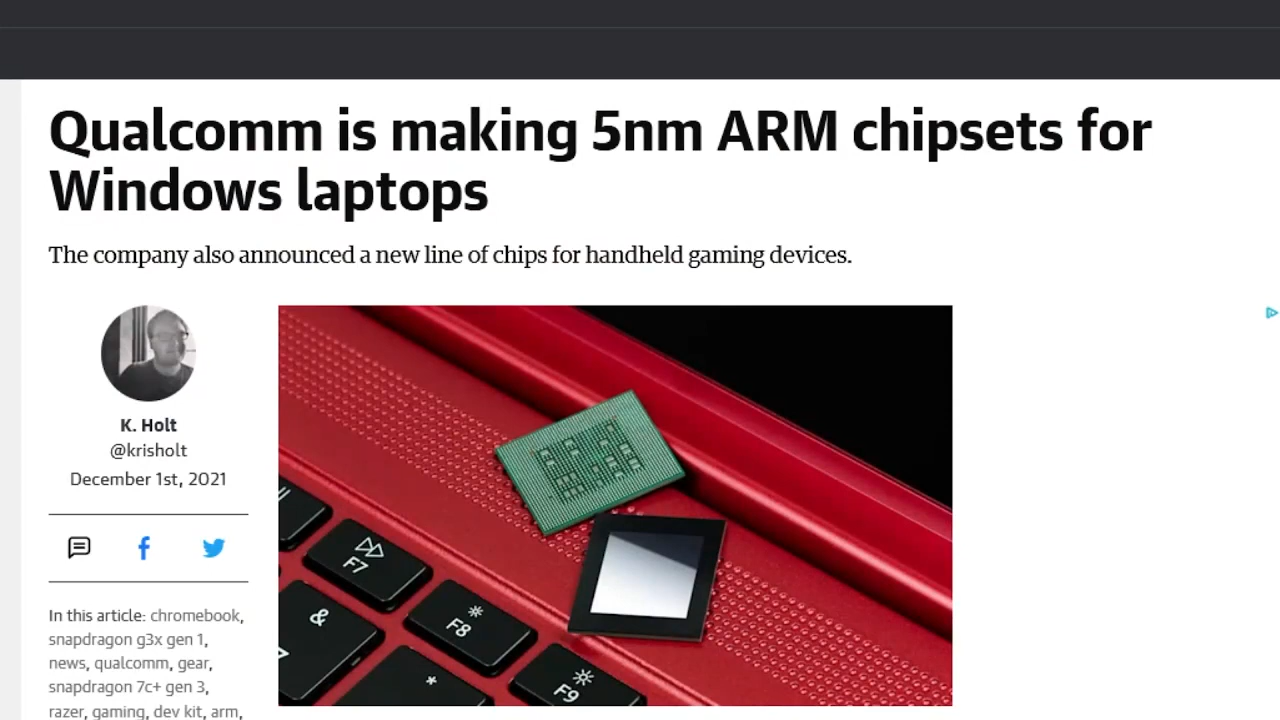 Qualcomm is making 5nm ARM chipsets for
Windows laptops
The company also announced a new line of chips for handheld gaming devices.
K. Holt
@krisholt
December 1st, 2021
In this article: chromebook,
snapdragon g3x gen 1,
news, qualcomm, gear,
snapdragon 7c+ gen 3,
razer, gaming, dev kit, arm,
F7
F8
F9
&
7
*